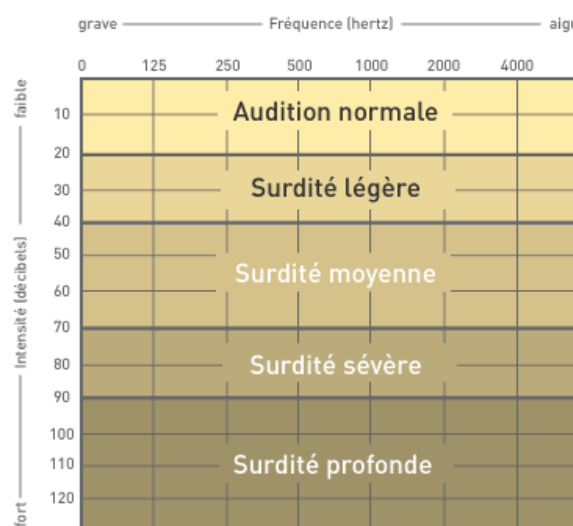 grave Fréquence (hertz) aigu
0 125 250 500 1000 2000 4000
faible
Intensité (décibels)
fort
10
Audition normale
20
30
Surdité légère
40
50
Surdité moyenne
60
70
80
Surdité sévère
90
100
110
Surdité profonde
120